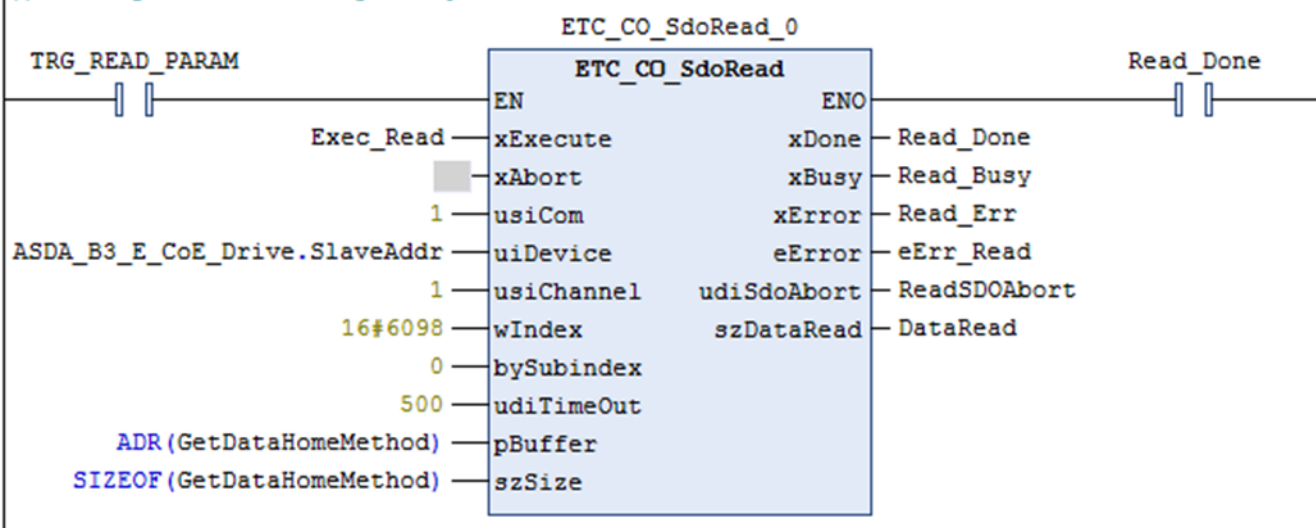 ETC_CO_SdoRead_0
TRG_READ_PARAM ETC_CO_SdoRead Read_Done
EN ENO
Exec_Read xExecute xDone Read_Done
xAbort xBusy Read_Busy
1 usiCom xError Read_Err
ASDA_B3_E_CoE_Drive.SlaveAddr uiDevice eError eErr_Read
1 usiChannel udiSdoAbort ReadSDOAbort
16#6098 wIndex szDataRead DataRead
0 bySubindex
500 udiTimeOut
ADR(GetDataHomeMethod) pBuffer
SIZEOF(GetDataHomeMethod) szSize